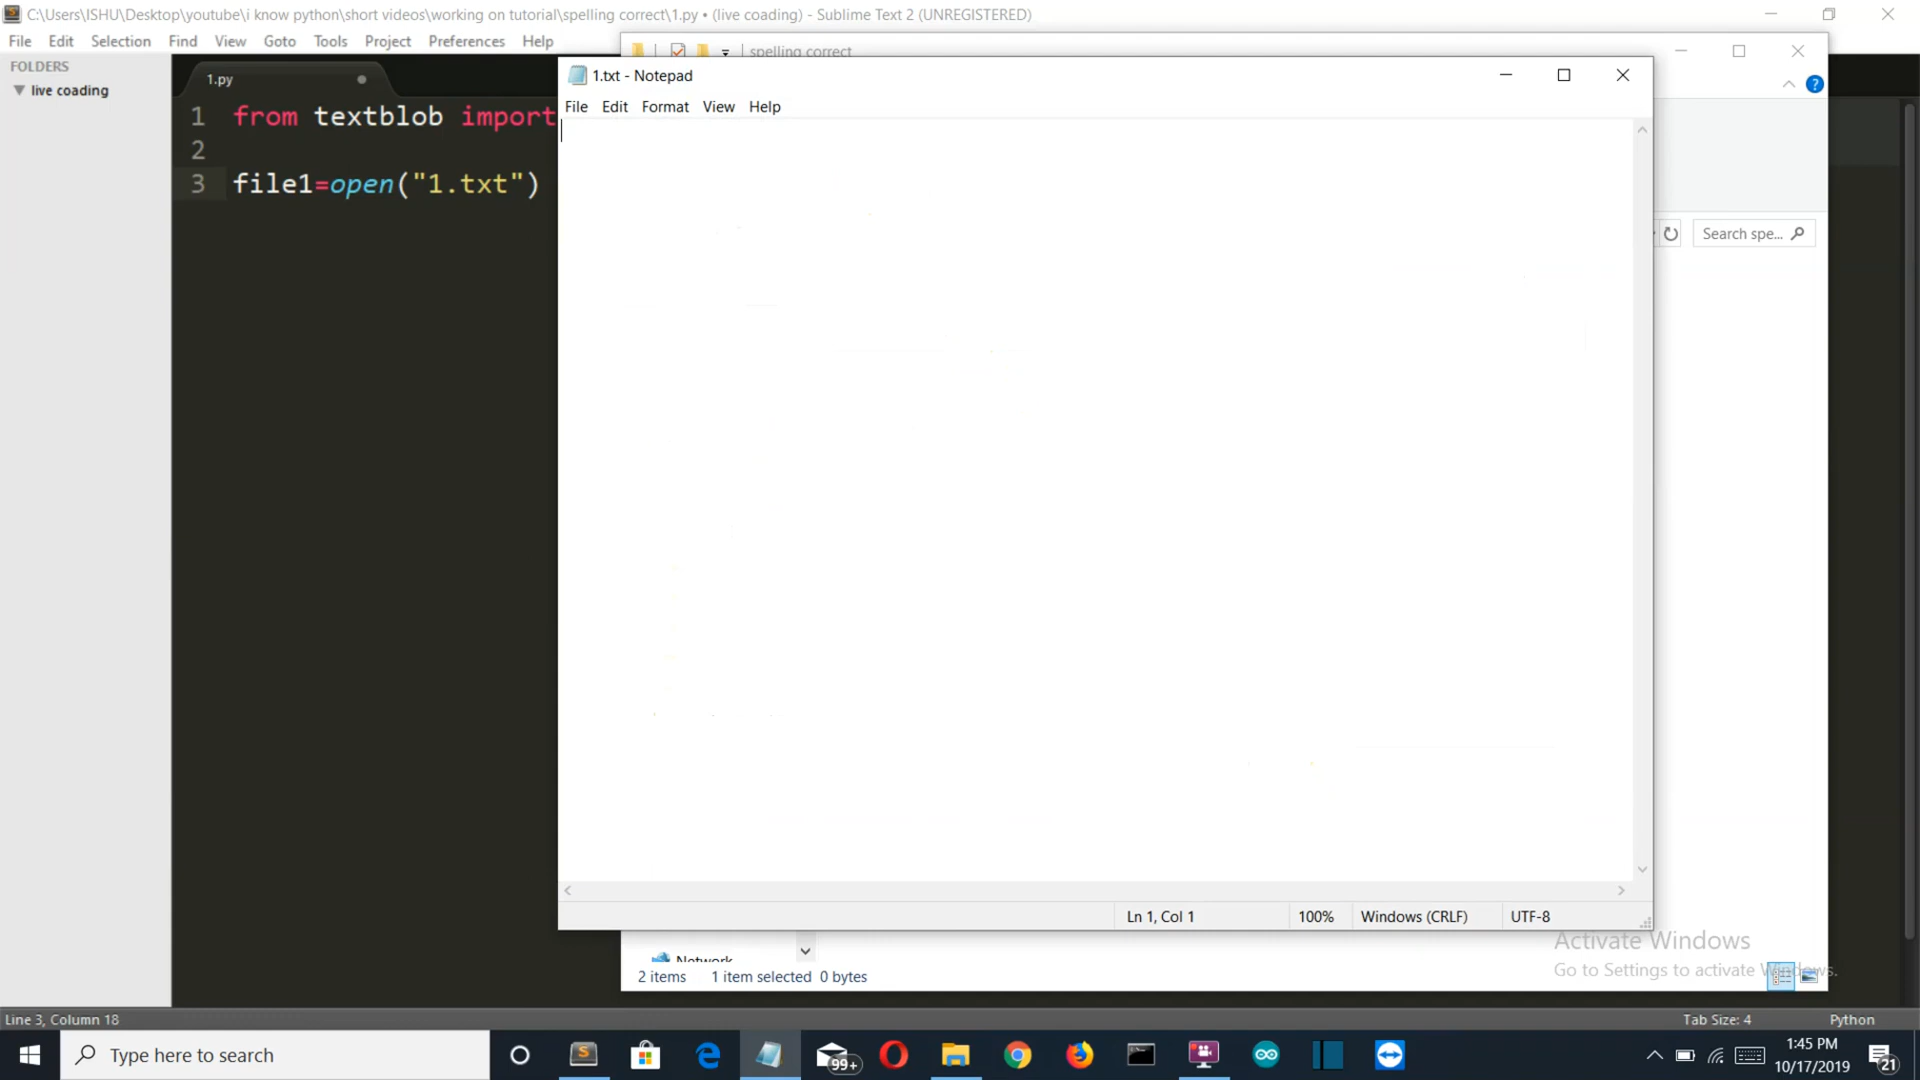 C:\Users\ISHU\Desktop\youtube\i know python\short videos\working on tutorial\spelling correct\1.py • (live coading) - Sublime Text 2 (UNREGISTERED)
File Edit Selection Find View Goto Tools Project Preferences Help
spelling correct
FOLDERS
live coading
1.py
1.txt - Notepad
File Edit Format View Help
1 from textblob import
2
3 file1=open("1.txt")
Search spe...
Ln 1, Col 1 100% Windows (CRLF) UTF-8
Network
2 items 1 item selected 0 bytes
Activate Windows
Go to Settings to activate Windows.
Line 3, Column 18 Tab Size: 4 Python
Type here to search
99+
1:45 PM
10/17/2019
21